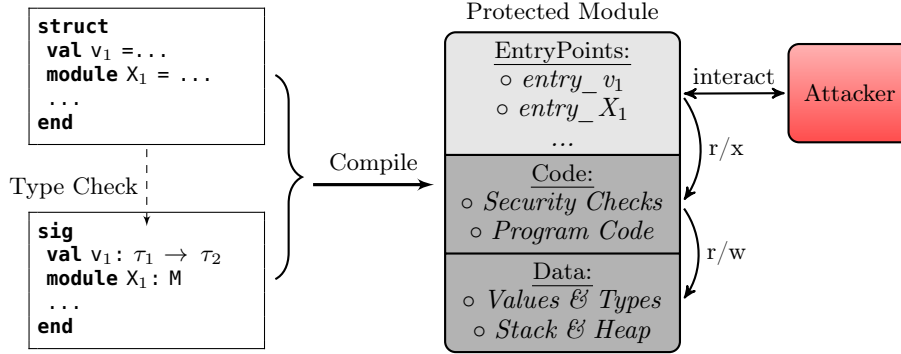 struct
val v₁ =...
module X₁ = ...
...
end
Type Check
sig
val v₁: τ₁ → τ₂
module X₁: M
...
end
Compile
Protected Module
EntryPoints:
○ entry_ v₁
○ entry_ X₁
...
Code:
○ Security Checks
○ Program Code
Data:
○ Values & Types
○ Stack & Heap
interact
Attacker
r/x
r/w